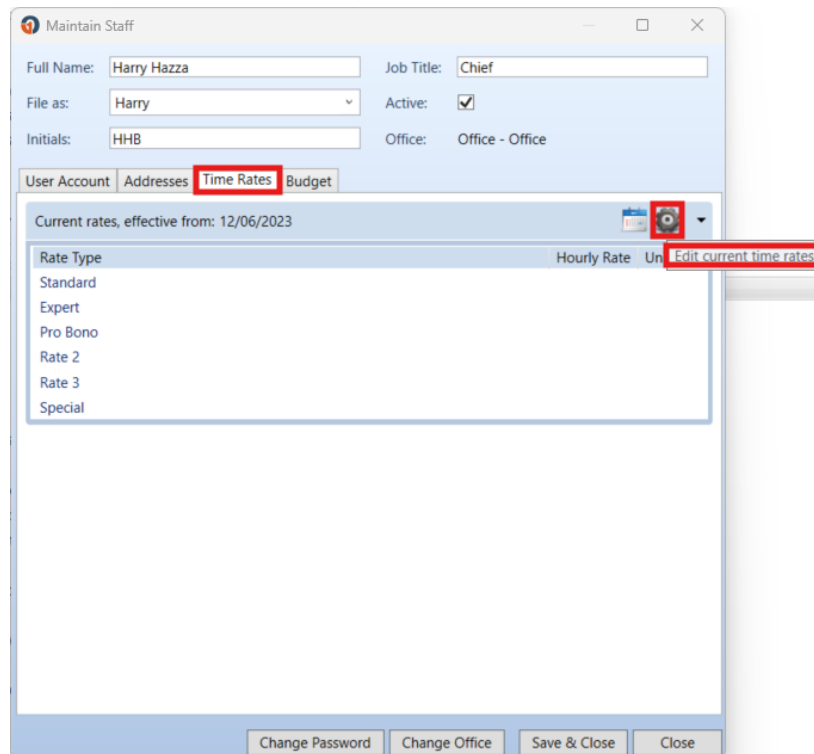 Maintain Staff
Full Name: Harry Hazza Job Title: Chief
File as: Harry Active:
Initials: HHB Office: Office - Office
User Account Addresses Time Rates Budget
Current rates, effective from: 12/06/2023
Rate Type Hourly Rate
Edit current time rates
Standard
Expert
Pro Bono
Rate 2
Rate 3
Special
Change Password Change Office Save & Close Close